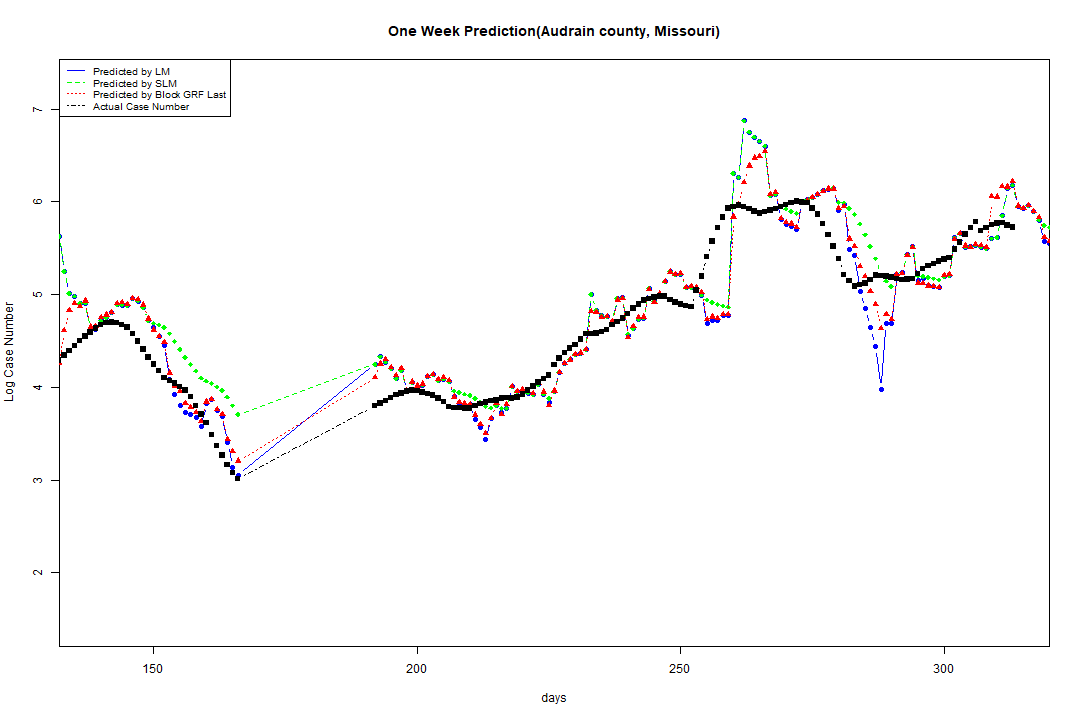 One Week Prediction(Audrain county, Missouri)
Predicted by LM
Predicted by SLM
Predicted by Block GRF Last
Actual Case Number
Log Case Number
7
6
5
4
3
2
150 200 250 300
days